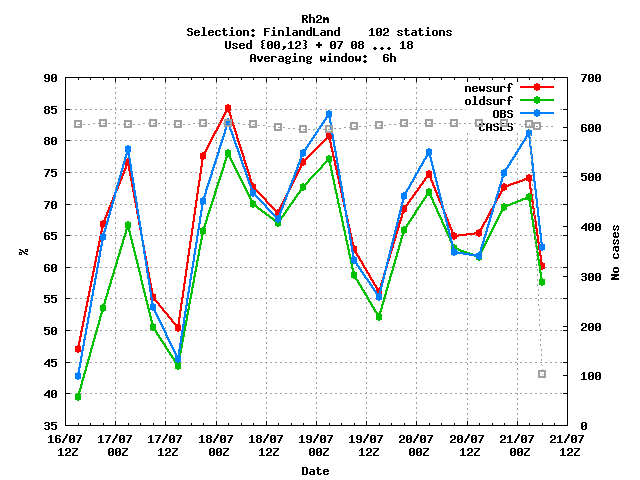 Rh2m
Selection: FinlandLand    102 stations
Used {00,12} + 07 08 ... 18
Averaging window:  6h
newsurf
oldsurf
OBS
CASES
90
85
80
75
70
65
60
55
50
45
40
35
%
700
600
500
400
300
200
100
0
No cases
16/07 17/07 17/07 18/07 18/07 19/07 19/07 20/07 20/07 21/07 21/07
12Z 00Z 12Z 00Z 12Z 00Z 12Z 00Z 12Z 00Z 12Z
Date